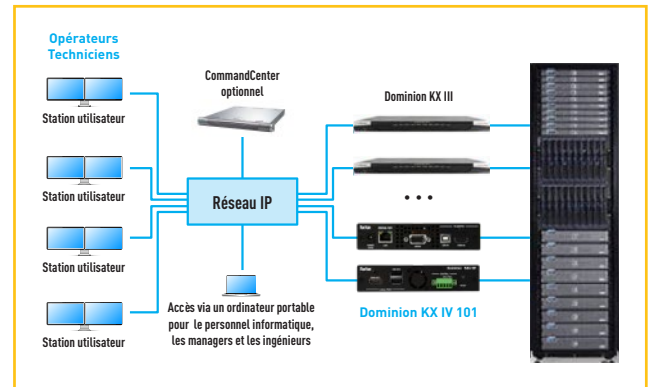 Opérateurs
Techniciens
Station utilisateur
Station utilisateur
Station utilisateur
Station utilisateur
CommandCenter
optionnel
Réseau IP
Accès via un ordinateur portable
pour le personnel informatique,
les managers et les ingénieurs
Dominion KX III
• • •
Dominion KX IV 101